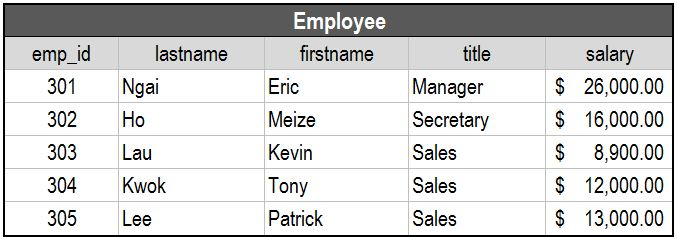 Employee
emp_id lastname firstname title salary
301 Ngai Eric Manager $ 26,000.00
302 Ho Meize Secretary $ 16,000.00
303 Lau Kevin Sales $ 8,900.00
304 Kwok Tony Sales $ 12,000.00
305 Lee Patrick Sales $ 13,000.00